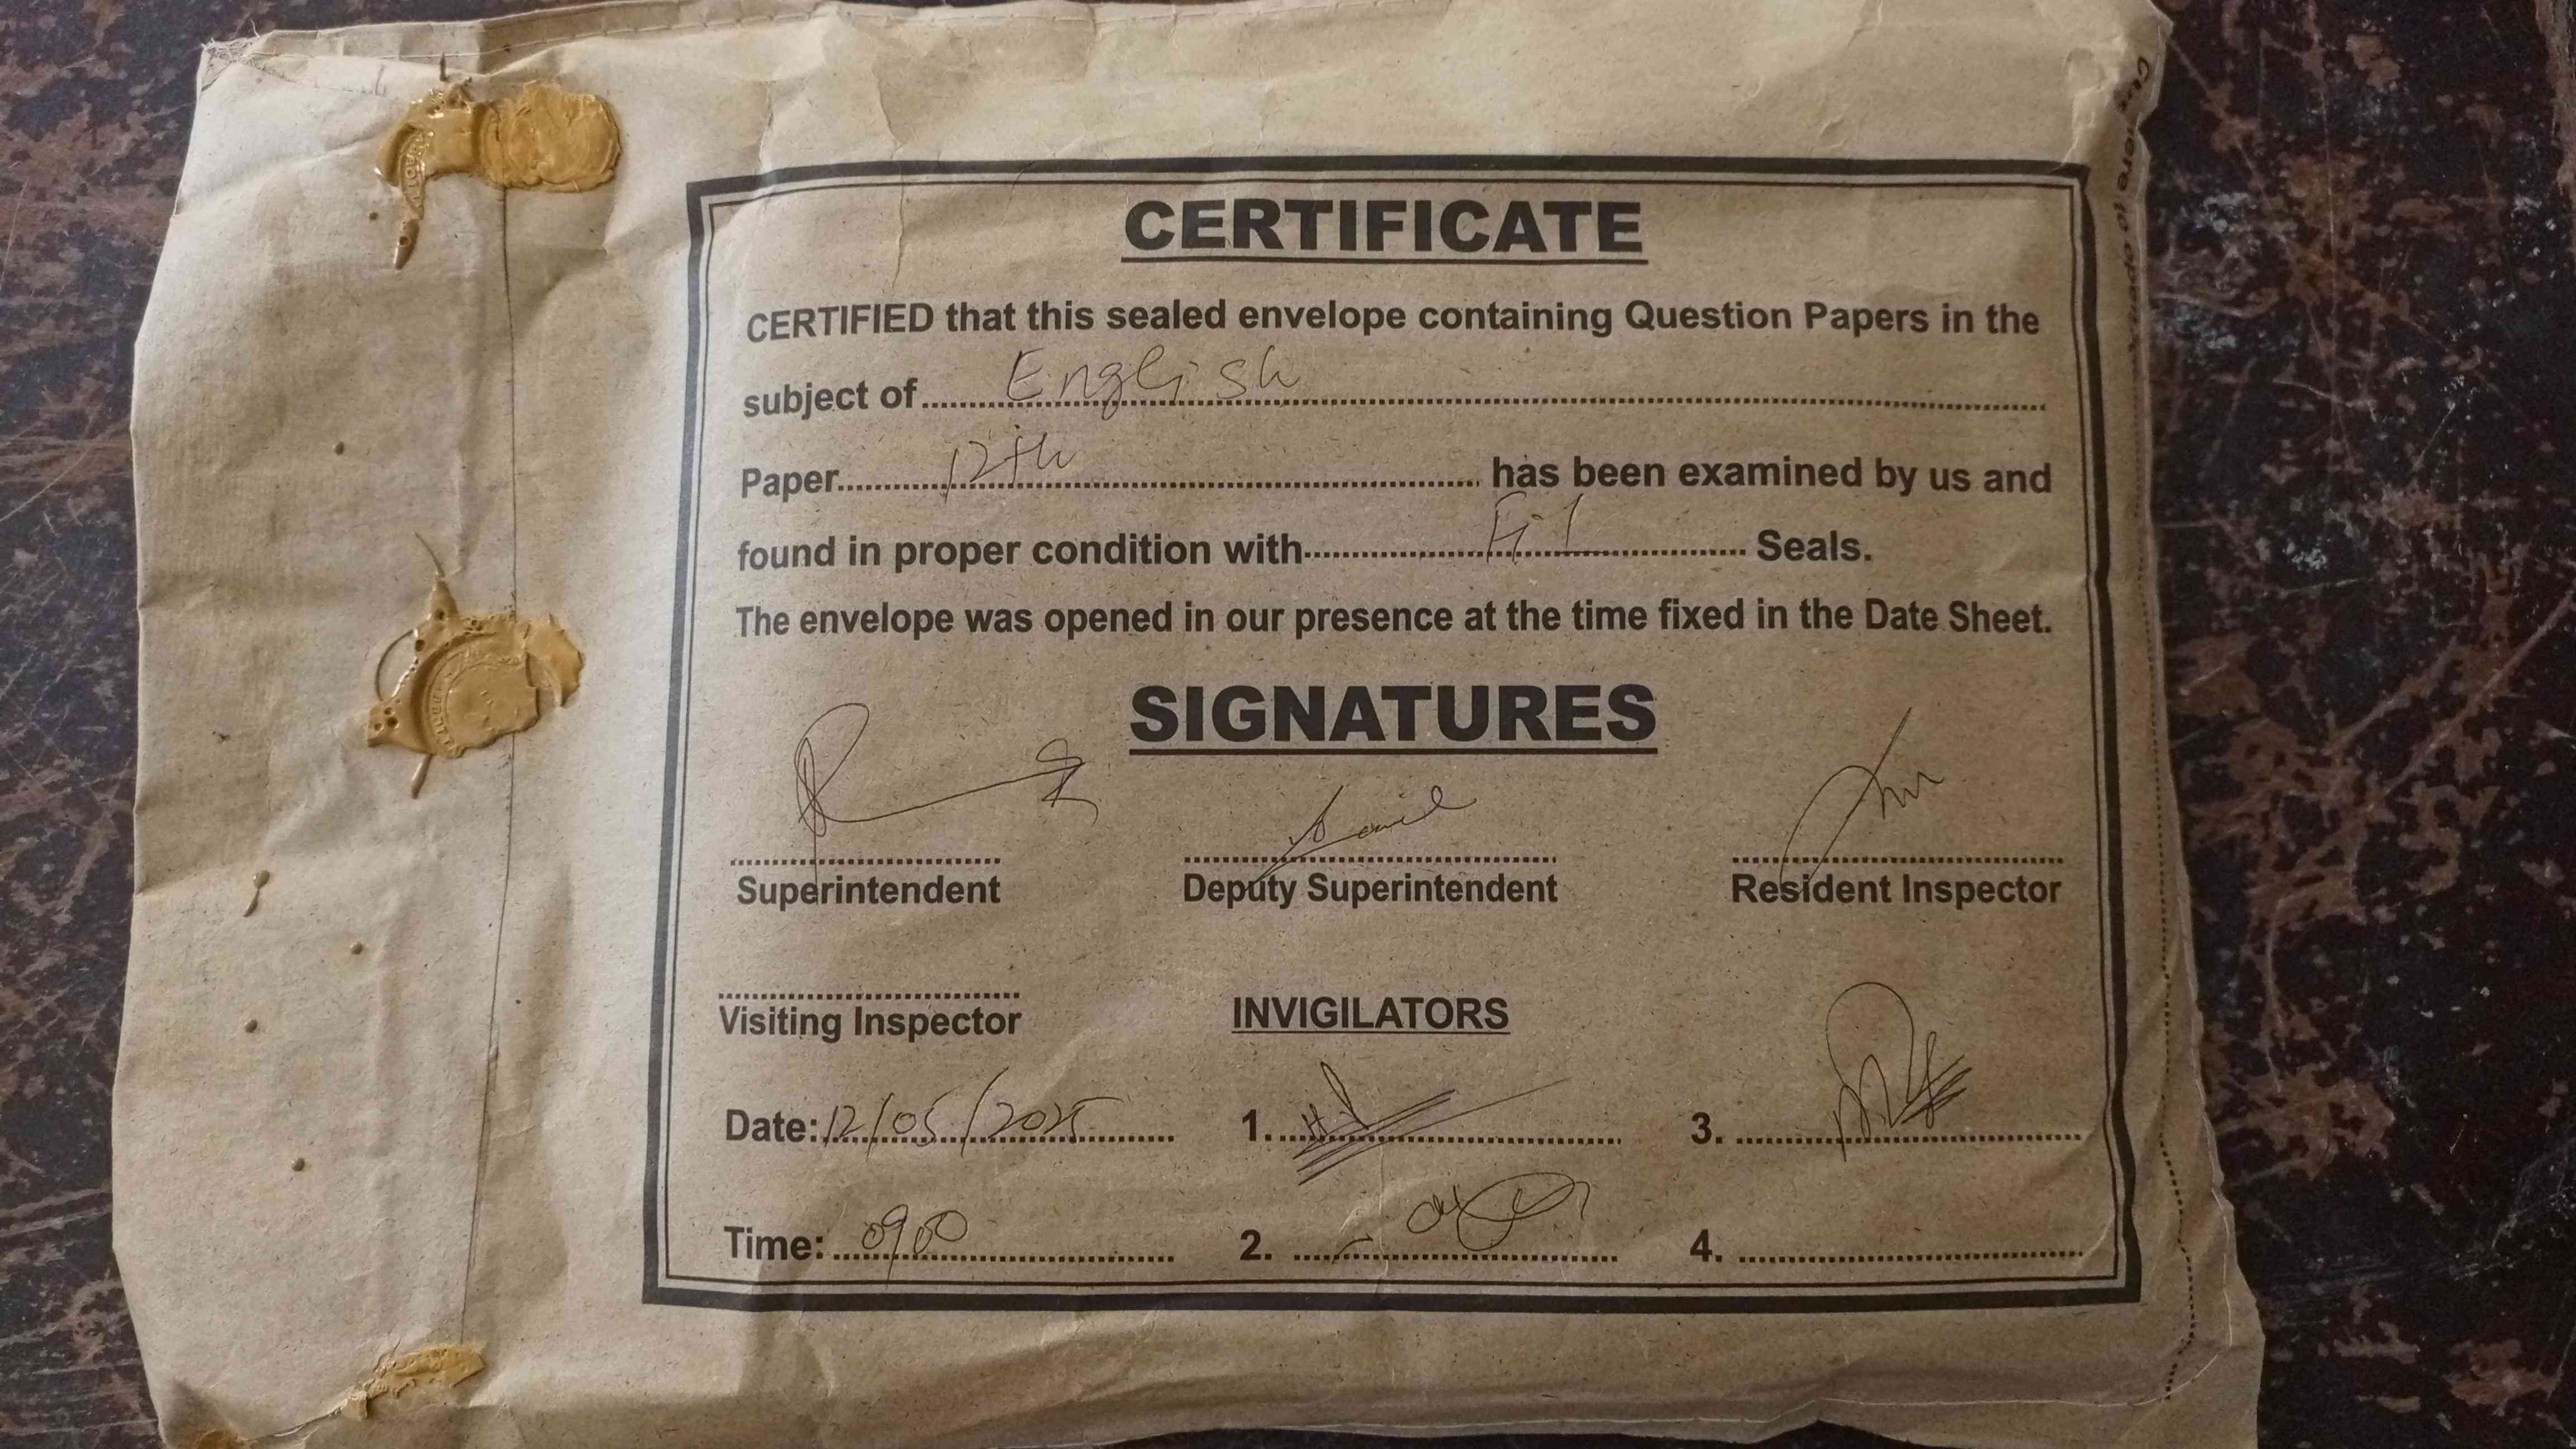 CERTIFICATE
CERTIFIED that this sealed envelope containing Question Papers in the
subject of English
Paper 12th has been examined by us and
found in proper condition with Fit Seals.
The envelope was opened in our presence at the time fixed in the Date Sheet.
SIGNATURES
Superintendent Deputy Superintendent Resident Inspector
Visiting Inspector INVIGILATORS
Date: 12/05/2025 1. 3.
Time: 0900 2. 4.